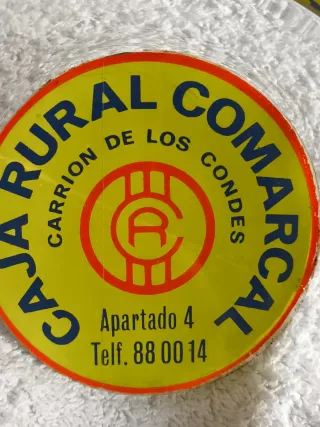 CAJA RURAL COMARCAL
CARRION DE LOS CONDES
CR
Apartado 4
Telf. 88 00 14